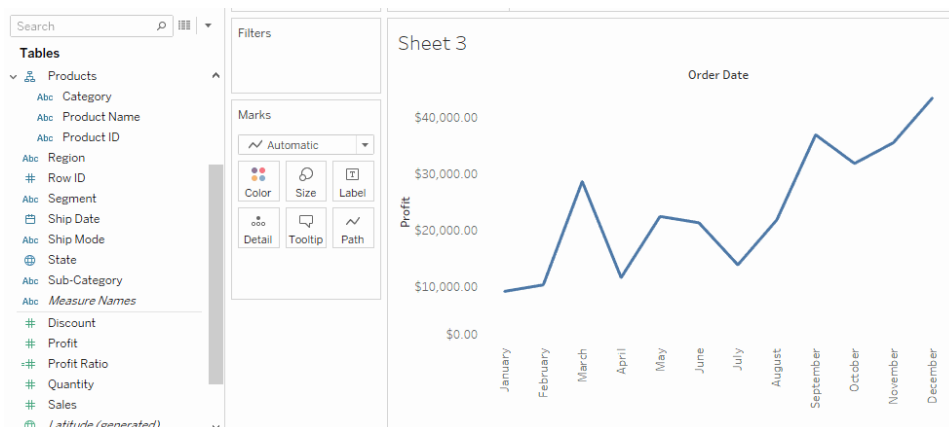 Search
Tables
Products
Abc Category
Abc Product Name
Abc Product ID
Abc Region
# Row ID
Abc Segment
Ship Date
Abc Ship Mode
State
Abc Sub-Category
Abc Measure Names
# Discount
# Profit
=# Profit Ratio
# Quantity
# Sales
Latitude (generated)
Filters
Marks
Automatic
Color Size Label
Detail Tooltip Path
Sheet 3
Order Date
Profit
$40,000.00
$30,000.00
$20,000.00
$10,000.00
$0.00
January
February
March
April
May
June
July
August
September
October
November
December